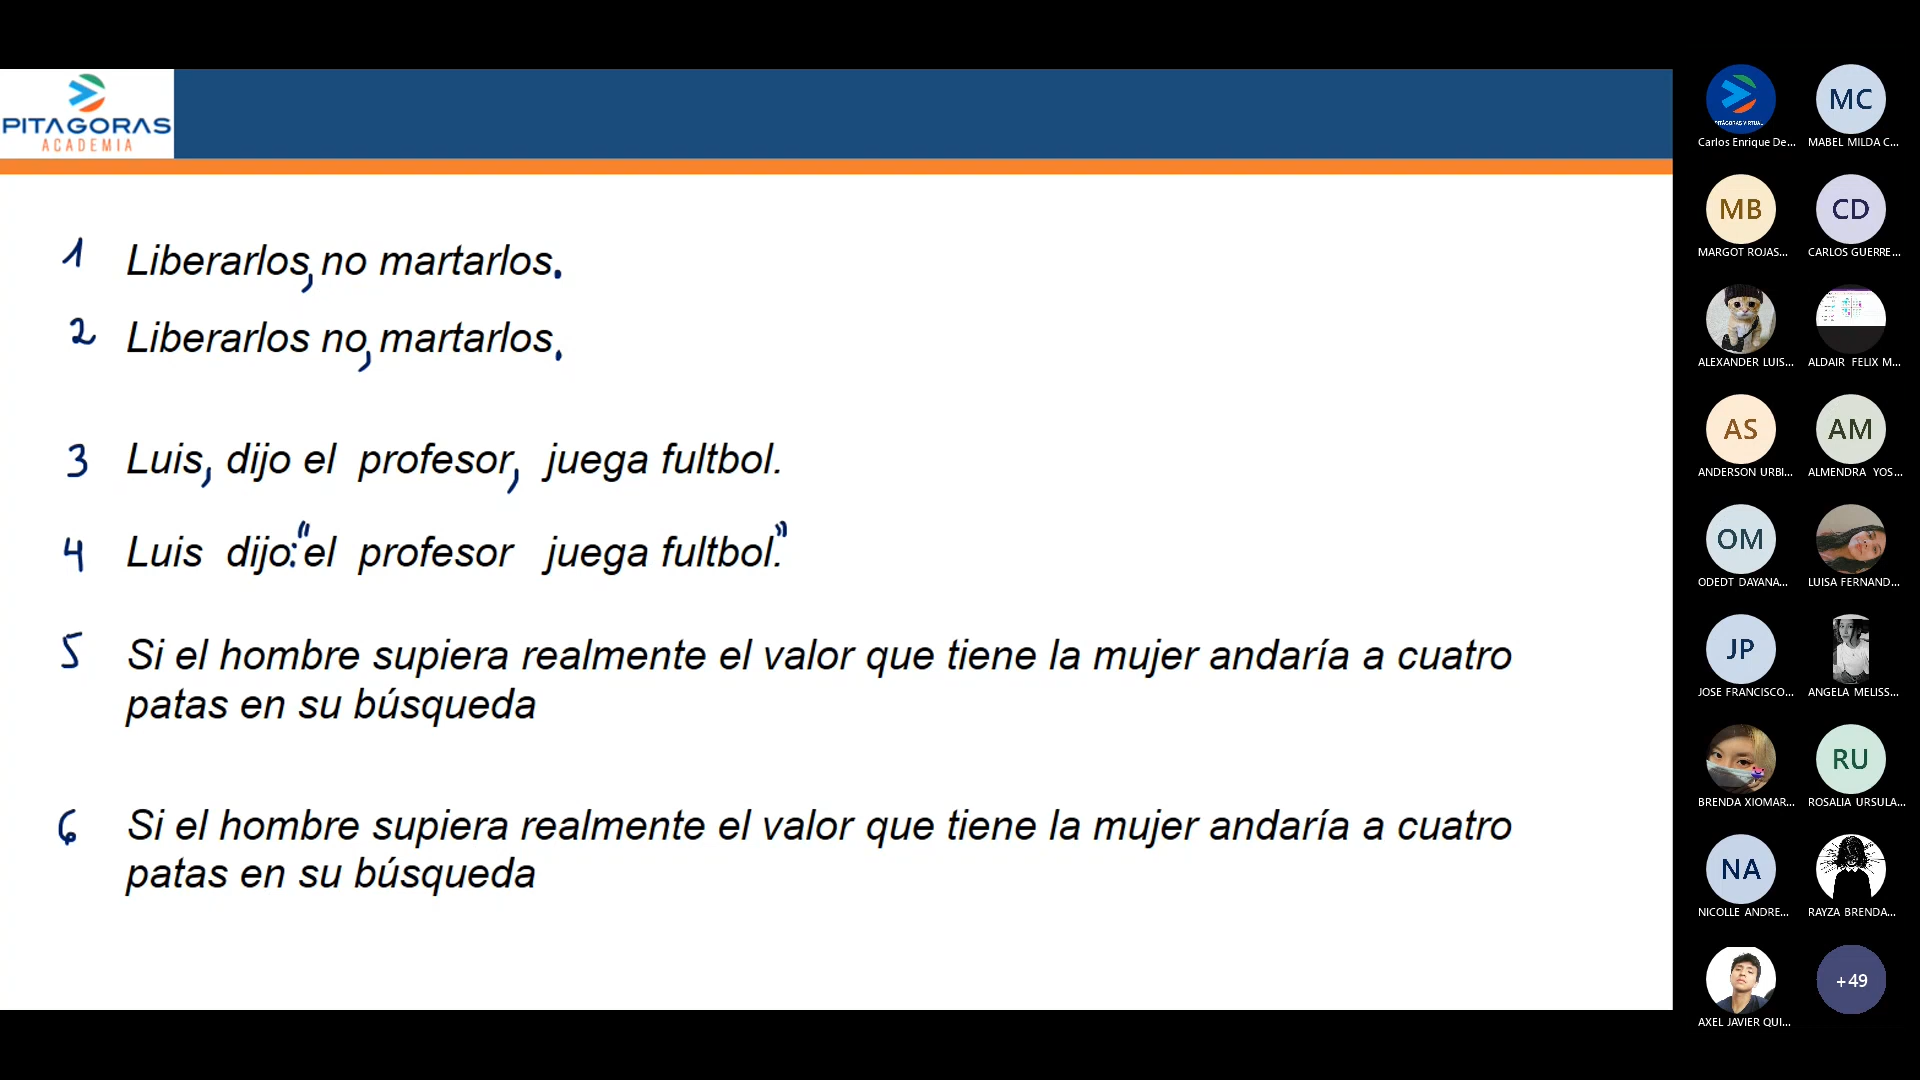 PITAGORAS
ACADEMIA
1 Liberarlos, no martarlos.
2 Liberarlos no, martarlos.
3 Luis, dijo el profesor, juega fultbol.
4 Luis dijo: "el profesor juega fultbol."
5 Si el hombre supiera realmente el valor que tiene la mujer andaría a cuatro
patas en su búsqueda
6 Si el hombre supiera realmente el valor que tiene la mujer andaría a cuatro
patas en su búsqueda
PITÁGORAS VIRTUAL
Carlos Enrique De...
MC
MABEL MILDA C...
MB
MARGOT ROJAS...
CD
CARLOS GUERRE...
ALEXANDER LUIS...
ALDAIR FELIX M...
AS
ANDERSON URBI...
AM
ALMENDRA YOS...
OM
ODEDT DAYANA...
LUISA FERNAND...
JP
JOSE FRANCISCO...
ANGELA MELISS...
BRENDA XIOMAR...
RU
ROSALIA URSULA...
NA
NICOLLE ANDRE...
RAYZA BRENDA...
AXEL JAVIER QUI...
+49